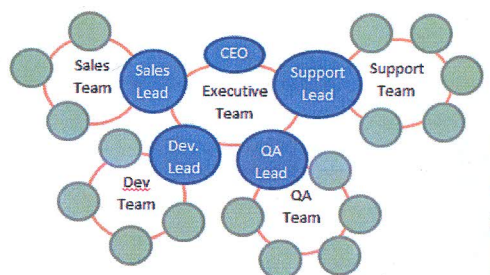 CEO
Sales
Team
Sales
Lead
Executive
Team
Support
Lead
Support
Team
Dev.
Lead
QA
Lead
Dev
Team
QA
Team